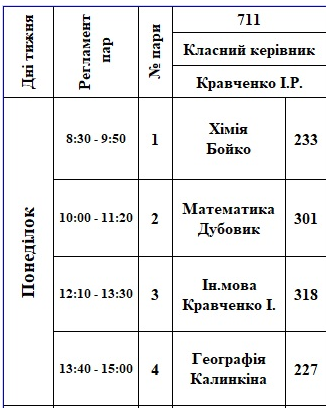 Дні тижня
Регламент
пар
№ пари
711
Класний керівник
Кравченко І.Р.
Понеділок
8:30 - 9:50
1
Хімія
Бойко
233
10:00 - 11:20
2
Математика
Дубовик
301
12:10 - 13:30
3
Ін.мова
Кравченко І.
318
13:40 - 15:00
4
Географія
Калинкіна
227